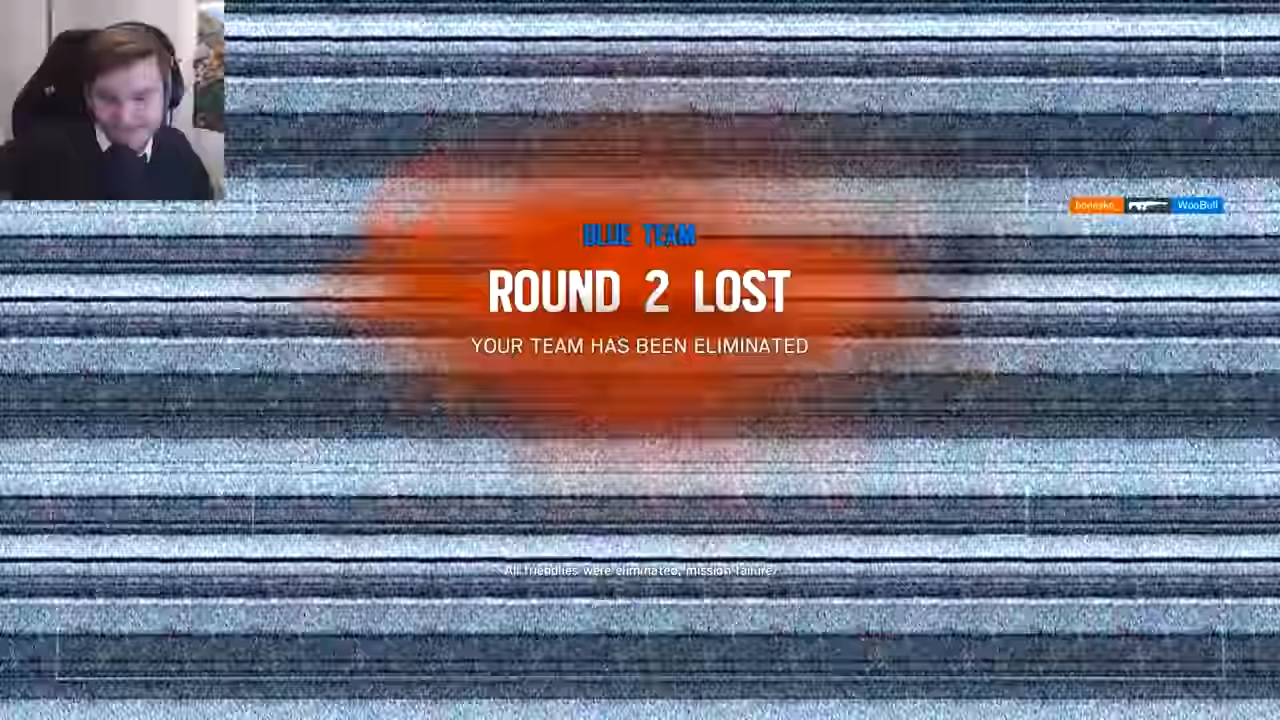 WooBull
BLUE TEAM
ROUND 2 LOST
YOUR TEAM HAS BEEN ELIMINATED
All friendlies were eliminated, mission failure.